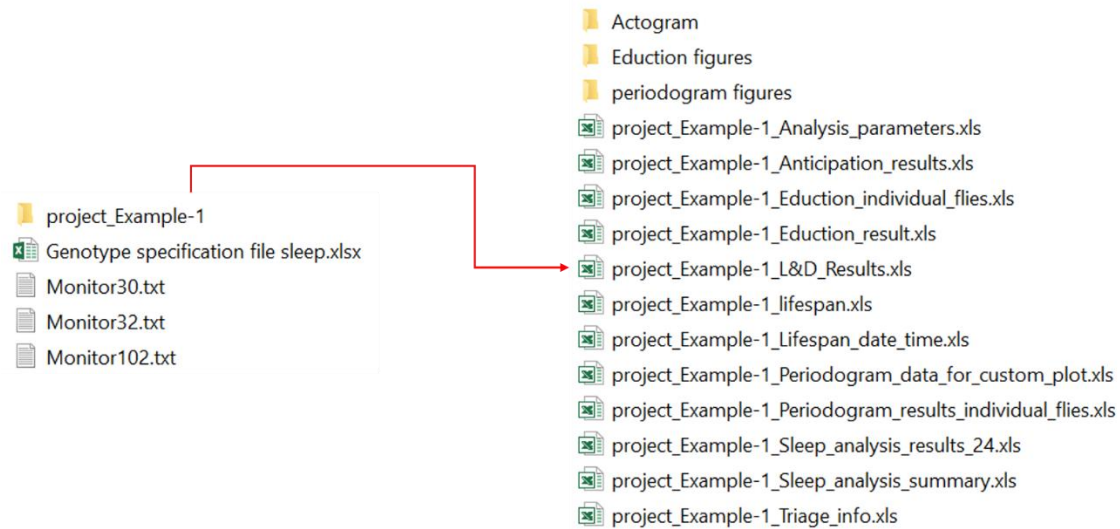 project_Example-1
Genotype specification file sleep.xlsx
Monitor30.txt
Monitor32.txt
Monitor102.txt
Actogram
Eduction figures
periodogram figures
project_Example-1_Analysis_parameters.xls
project_Example-1_Anticipation_results.xls
project_Example-1_Eduction_individual_flies.xls
project_Example-1_Eduction_result.xls
project_Example-1_L&D_Results.xls
project_Example-1_lifespan.xls
project_Example-1_Lifespan_date_time.xls
project_Example-1_Periodogram_data_for_custom_plot.xls
project_Example-1_Periodogram_results_individual_flies.xls
project_Example-1_Sleep_analysis_results_24.xls
project_Example-1_Sleep_analysis_summary.xls
project_Example-1_Triage_info.xls